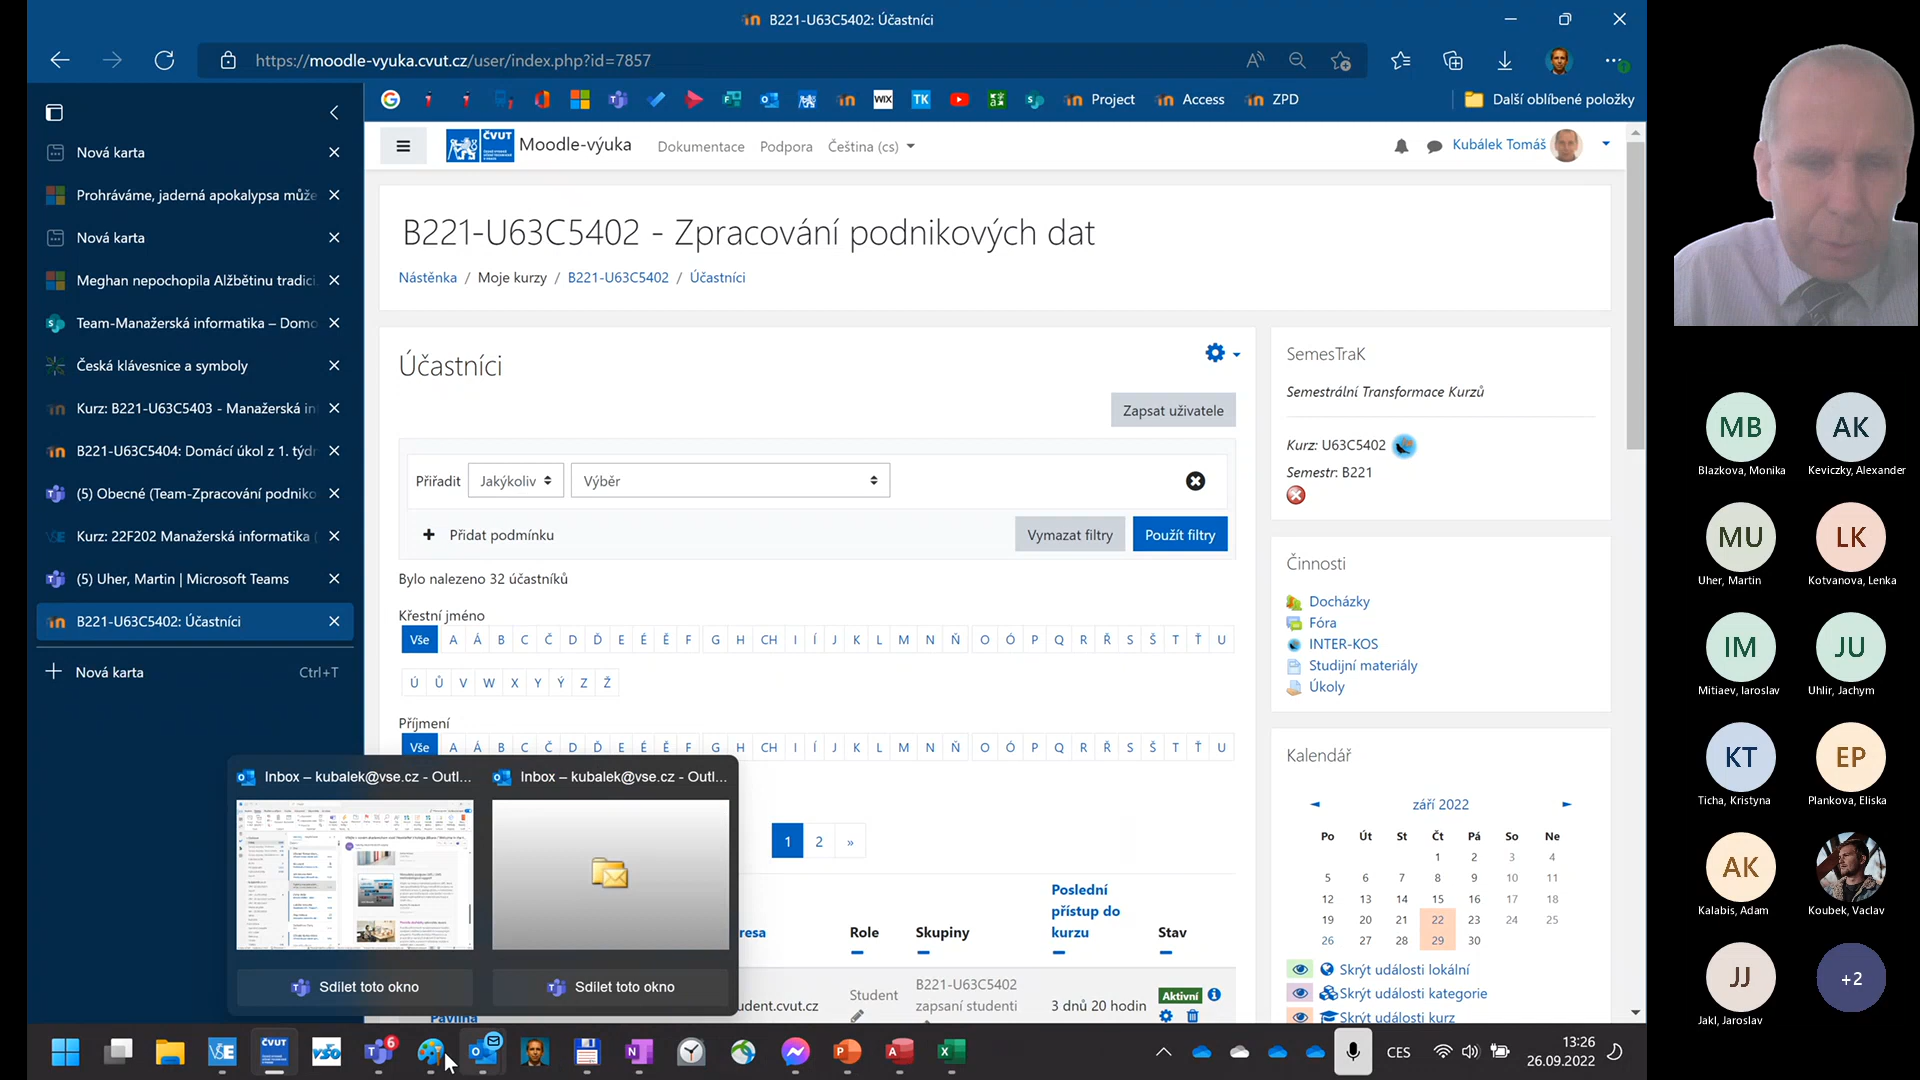 B221-U63C5402: Účastníci
https://moodle-vyuka.cvut.cz/user/index.php?id=7857
Project
Access
ZPD
Další oblíbené položky
Nová karta
Prohráváme, jaderná apokalypsa může
Nová karta
Meghan nepochopila Alžbětinu tradici
Team-Manažerská informatika – Domo
Česká klávesnice a symboly
Kurz: B221-U63C5403 - Manažerská in
B221-U63C5404: Domácí úkol z 1. týdn
(5) Obecné (Team-Zpracování podniko
Kurz: 22F202 Manažerská informatika (
(5) Uher, Martin | Microsoft Teams
B221-U63C5402: Účastníci
Nová karta Ctrl+T
ČVUT
Moodle-výuka
Dokumentace Podpora Čeština (cs)
Kubálek Tomáš
B221-U63C5402 - Zpracování podnikových dat
Nástěnka / Moje kurzy / B221-U63C5402 / Účastníci
Účastníci
Zapsat uživatele
Přiřadit Jakýkoliv Výběr
Přidat podmínku
Vymazat filtry
Použít filtry
Bylo nalezeno 32 účastníků
Křestní jméno
Vše A Á B C Č D Ď E É Ě F G H CH I Í J K L M N Ň O Ó P Q R Ř S Š T Ť U
Ú Ů V W X Y Ý Z Ž
Příjmení
Vše A Á B C Č D Ď E É Ě F G H CH I Í J K L M N Ň O Ó P Q R Ř S Š T Ť U
1 2 »
resa
Role
Skupiny
Poslední
přístup do
kurzu
Stav
udent.cvut.cz
Student
B221-U63C5402
zapsaní studenti
3 dnů 20 hodin
Aktivní
Pavlína
SemesTraK
Semestrální Transformace Kurzů
Kurz: U63C5402
Semestr: B221
Činnosti
Docházky
Fóra
INTER-KOS
Studijní materiály
Úkoly
Kalendář
◄ září 2022 ►
Po Út St Čt Pá So Ne
1 2 3 4
5 6 7 8 9 10 11
12 13 14 15 16 17 18
19 20 21 22 23 24 25
26 27 28 29 30
Skrýt události lokální
Skrýt události kategorie
Skrýt události kurz
Inbox – kubalek@vse.cz - Outl...
Inbox – kubalek@vse.cz - Outl...
Sdílet toto okno
Sdílet toto okno
6
CES
13:26
26.09.2022
MB
Blazkova, Monika
AK
Keviczky, Alexander
MU
Uher, Martin
LK
Kotvanova, Lenka
IM
Mitiaev, Iaroslav
JU
Uhlir, Jachym
KT
Ticha, Kristyna
EP
Plankova, Eliska
AK
Kalabis, Adam
Koubek, Vaclav
JJ
Jakl, Jaroslav
+2